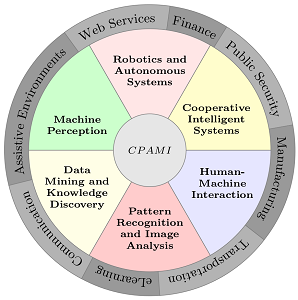 Web Services
Finance
Public Security
Manufacturing
Transportation
eLearning
Communication
Assistive Environments
Robotics and
Autonomous
Systems
Cooperative
Intelligent
Systems
Human-
Machine
Interaction
Pattern
Recognition
and Image
Analysis
Data
Mining and
Knowledge
Discovery
Machine
Perception
CPAMI